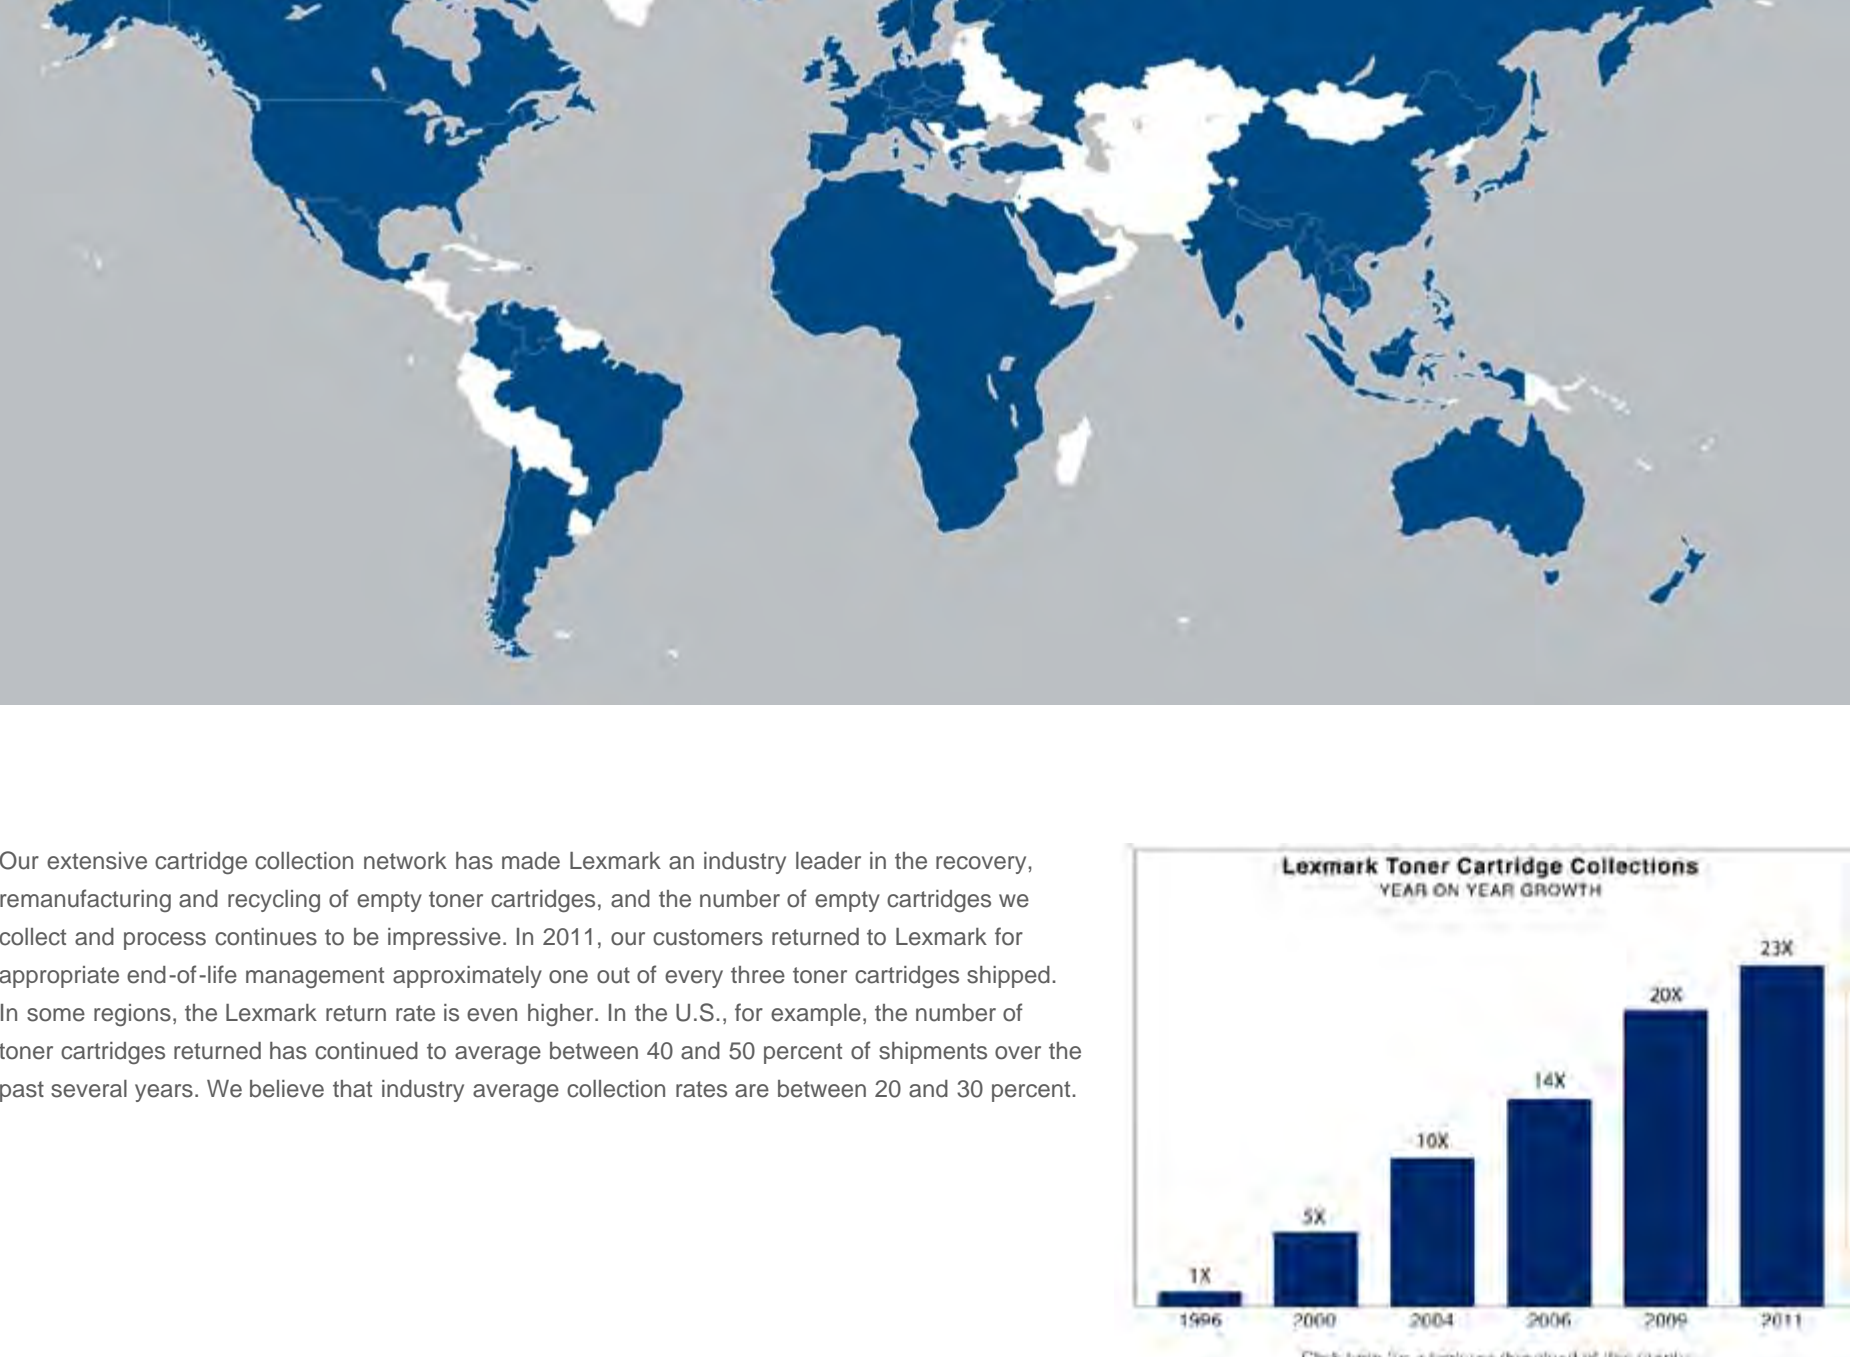 Our extensive cartridge collection network has made Lexmark an industry leader in the recovery,
remanufacturing and recycling of empty toner cartridges, and the number of empty cartridges we
collect and process continues to be impressive. In 2011, our customers returned to Lexmark for
appropriate end-of-life management approximately one out of every three toner cartridges shipped.
In some regions, the Lexmark return rate is even higher. In the U.S., for example, the number of
toner cartridges returned has continued to average between 40 and 50 percent of shipments over the
past several years. We believe that industry average collection rates are between 20 and 30 percent.
Lexmark Toner Cartridge Collections
YEAR ON YEAR GROWTH
1X
5X
10X
14X
20X
23X
1996 2000 2004 2006 2009 2011